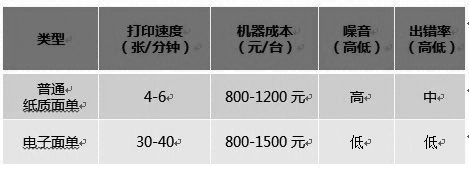 类型 打印速度 机器成本 噪音 出错率
（张/分钟） （元/台） （高低） （高低）
普通
纸质面单 4-6 800-1200 元 高 中
电子面单 30-40 800-1500 元 低 低